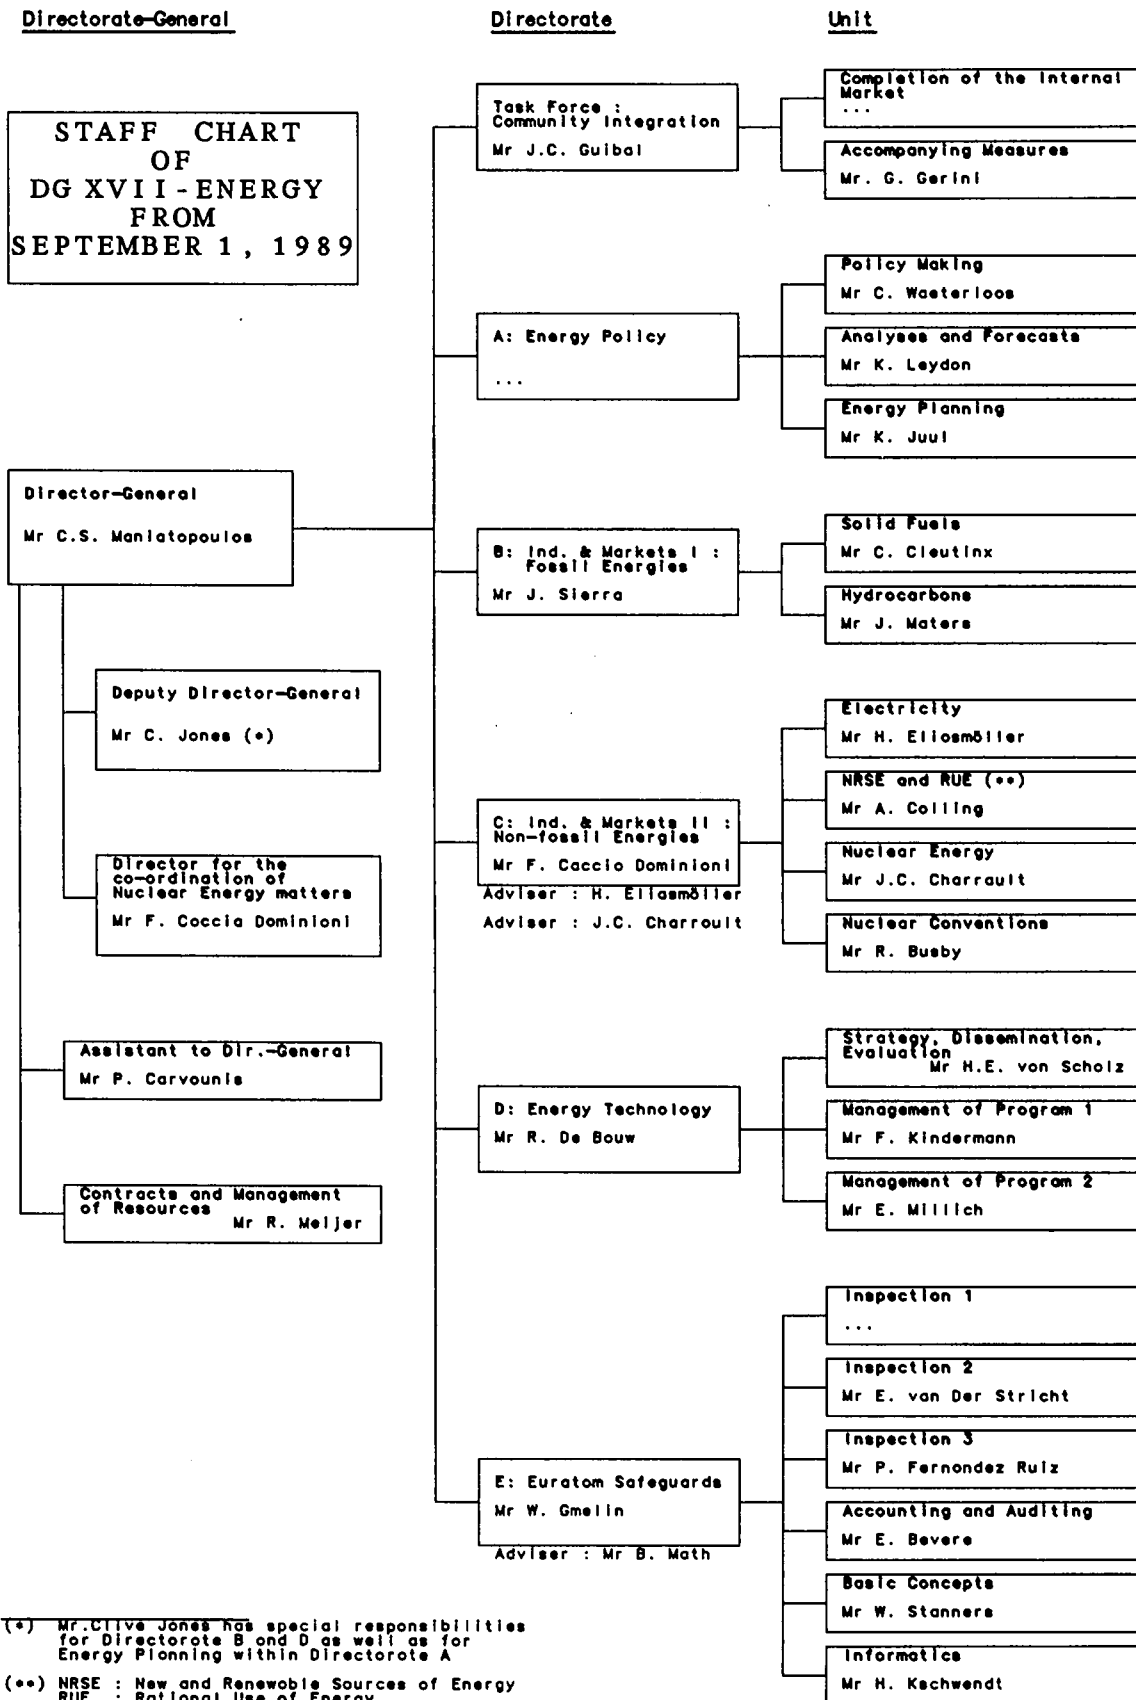 Directorate-General
Directorate
Unit
STAFF CHART
OF
DG XVII-ENERGY
FROM
SEPTEMBER 1, 1989
Director-General
Mr C.S. Maniatopoulos
Deputy Director-General
Mr C. Jones (*)
Director for the
co-ordination of
Nuclear Energy matters
Mr F. Coccia Dominioni
Assistant to Dir.-General
Mr P. Carvounis
Contracts and Management
of Resources
Mr R. Meijer
Task Force :
Community Integration
Mr J.C. Guibal
Completion of the Internal
Market
...
Accompanying Measures
Mr. G. Gerini
A: Energy Policy
...
Policy Making
Mr C. Waeterloos
Analyses and Forecasts
Mr K. Leydon
Energy Planning
Mr K. Juul
B: Ind. & Markets I :
Fossil Energies
Mr J. Sierra
Solid Fuels
Mr C. Cleutinx
Hydrocarbons
Mr J. Maters
C: Ind. & Markets II :
Non-fossil Energies
Mr F. Caccio Dominioni
Adviser : H. Eliasmöller
Adviser : J.C. Charroult
Electricity
Mr H. Eliosmöller
NRSE and RUE (**)
Mr A. Colling
Nuclear Energy
Mr J.C. Charrault
Nuclear Conventions
Mr R. Busby
D: Energy Technology
Mr R. De Bouw
Strategy, Dissemination,
Evaluation
Mr H.E. von Scholz
Management of Program 1
Mr F. Kindermann
Management of Program 2
Mr E. Millich
E: Euratom Safeguards
Mr W. Gmelin
Adviser : Mr B. Math
Inspection 1
...
Inspection 2
Mr E. van Der Stricht
Inspection 3
Mr P. Fernondez Ruiz
Accounting and Auditing
Mr E. Bevere
Basic Concepts
Mr W. Stanners
Informatics
Mr H. Kschwendt
(*) Mr.Clive Jones has special responsibilities
for Directorote B ond D as well as for
Energy Planning within Directorote A
(**) NRSE : New and Renewoble Sources of Energy
RUE : Rational Use of Energy